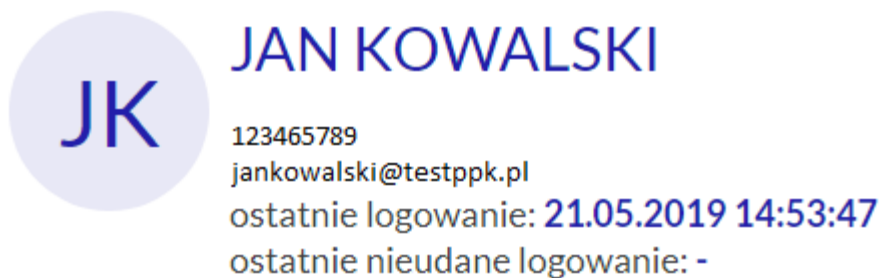 JK
JAN KOWALSKI
123465789
jankowalski@testppk.pl
ostatnie logowanie: 21.05.2019 14:53:47
ostatnie nieudane logowanie: -